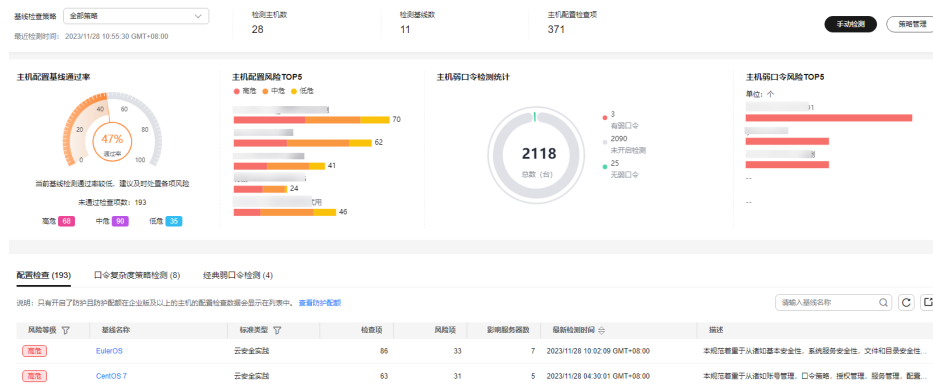 基线检查策略 全部策略
最近检测时间: 2023/11/28 10:55:30 GMT+08:00
检测主机数
28
检测基线数
11
主机配置检查项
371
手动检测
策略管理
主机配置基线通过率
0
20
40
60
80
100
47%
通过率
当前基线检测通过率较低，建议及时处置各项风险
未通过检查项数: 193
高危 68 中危 90 低危 35
主机配置风险TOP5
高危 中危 低危
70
62
41
24
46
主机弱口令检测统计
2118
总数（台）
3
有弱口令
2090
未开启检测
25
无弱口令
主机弱口令风险TOP5
单位: 个
--
--
配置检查 (193) 口令复杂度策略检测 (8) 经典弱口令检测 (4)
说明: 只有开启了防护且防护配额在企业版及以上的主机的配置检查数据会显示在列表中。 查看防护配额
请输入基线名称
风险等级 基线名称 标准类型 检查项 风险项 影响服务器数 最新检测时间 描述
高危 EulerOS 云安全实践 86 33 7 2023/11/28 10:02:09 GMT+08:00 本规范着重于从诸如基本安全性、系统服务安全性、文件和目录安全性...
高危 CentOS 7 云安全实践 63 31 5 2023/11/28 04:30:01 GMT+08:00 本规范着重于从诸如账号管理、口令策略、授权管理、服务管理、配置...